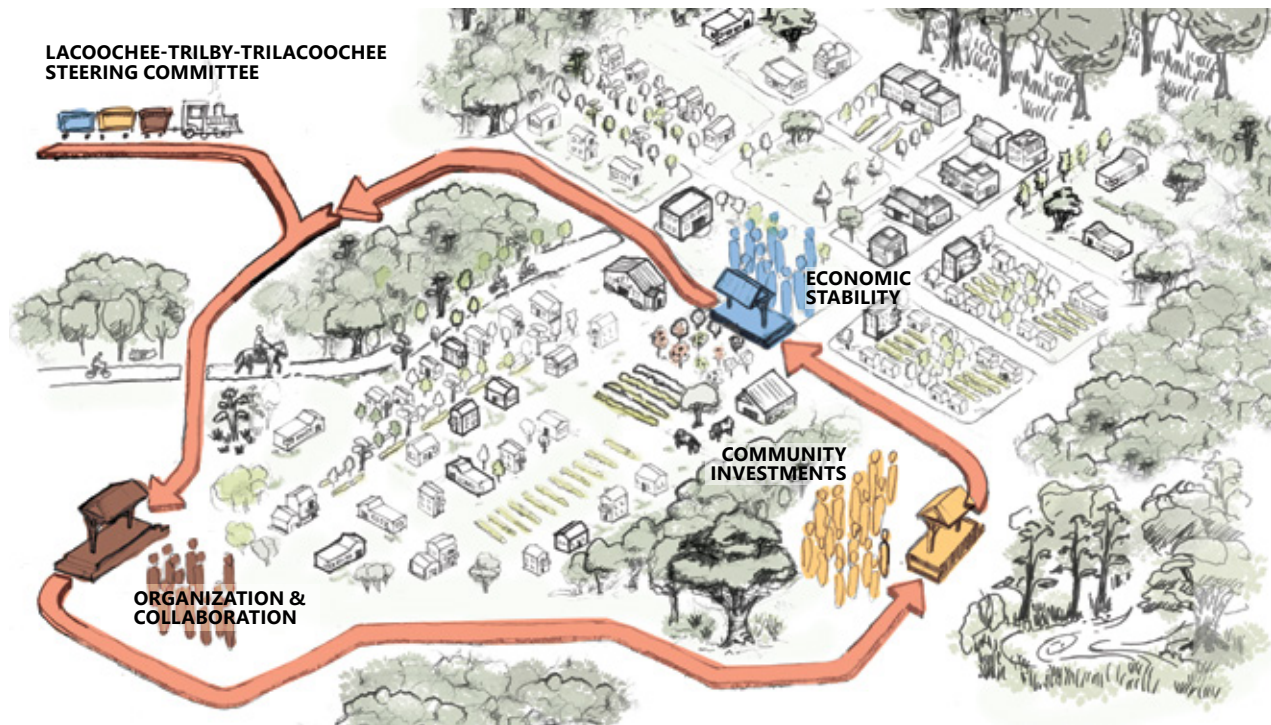 LACOOCHEE-TRILBY-TRILACOOCHEE
STEERING COMMITTEE
ECONOMIC
STABILITY
COMMUNITY
INVESTMENTS
ORGANIZATION &
COLLABORATION